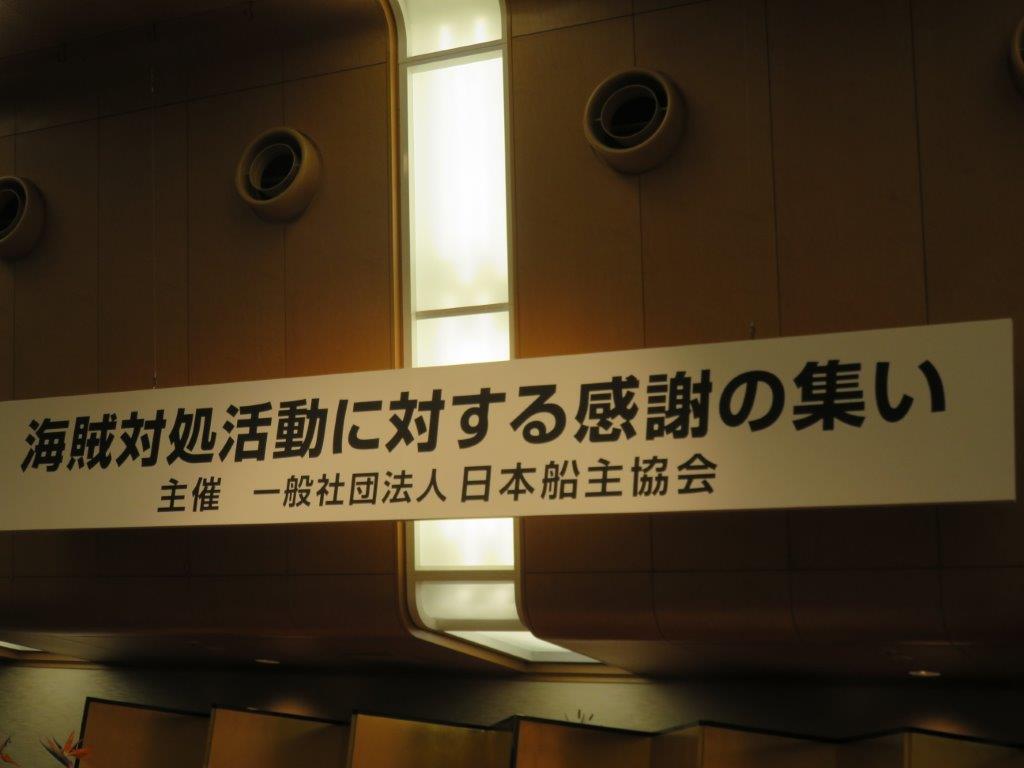 海賊対処活動に対する感謝の集い
主催　一般社団法人日本船主協会